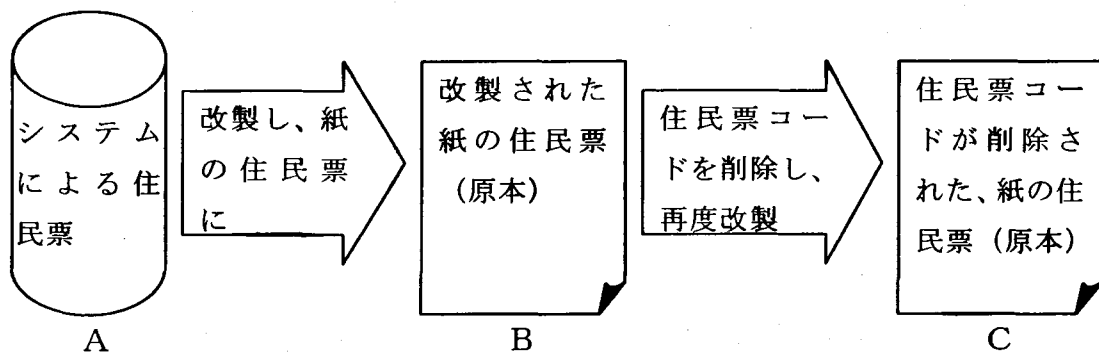 システム
による住
民票
改製し、紙
の住民票
に
改製された
紙の住民票
（原本）
住民票コー
ドを削除し、
再度改製
住民票コー
ドが削除さ
れた、紙の住
民票（原本）
A
B
C